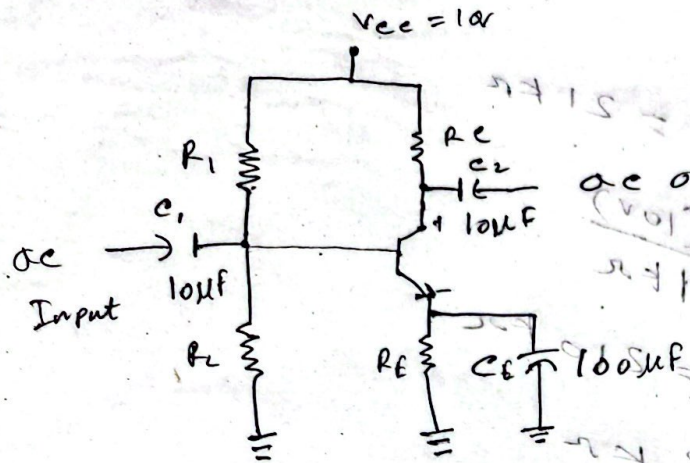 Vcc = 10v
R1
Rc
C2
ac o
10µF
C1
ac
10µF
Input
R2
RE
CE
100µF